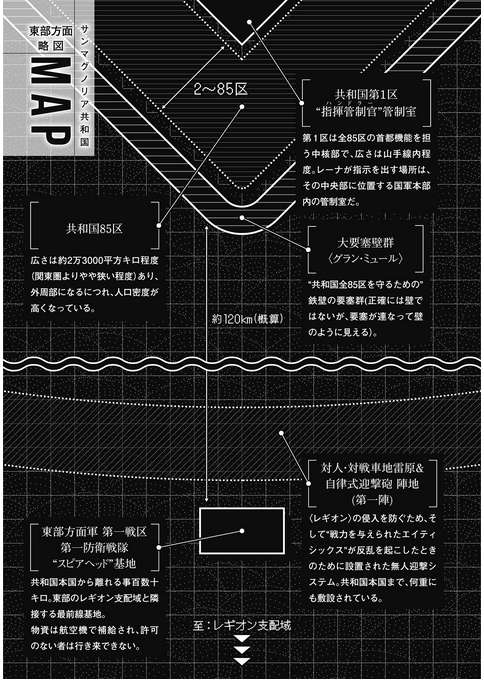 サンマグノリア共和国
東部方面
略図
MAP
2〜85区
共和国第1区
ハンドラー
“指揮管制官”管制室
第1区は全85区の首都機能を担
う中核部で、広さは山手線内程
度。レーナが指示を出す場所は、
その中央部に位置する国軍本部
内の管制室だ。
共和国85区
広さは約2万3000平方キロ程度
(関東圏よりやや狭い程度)あり、
外周部になるにつれ、人口密度が
高くなっている。
大要塞壁群
〈グラン・ミュール〉
“共和国全85区を守るための”
鉄壁の要塞群(正確には壁で
はないが、要塞が連なって壁
のように見える)。
約120km(概算)
対人・対戦車地雷原&
自律式迎撃砲 陣地
(第一陣)
〈レギオン〉の侵入を防ぐため、そ
して“戦力を与えられたエイティ
シックス”が反乱を起こしたとき
のために設置された無人迎撃シ
ステム。共和国本国まで、何重に
も敷設されている。
東部方面軍 第一戦区
第一防衛戦隊
“スピアヘッド”基地
共和国本国から離れる事百数十
キロ。東部のレギオン支配域と隣
接する最前線基地。
物資は航空機で補給され、許可
のない者は行き来できない。
至：レギオン支配域